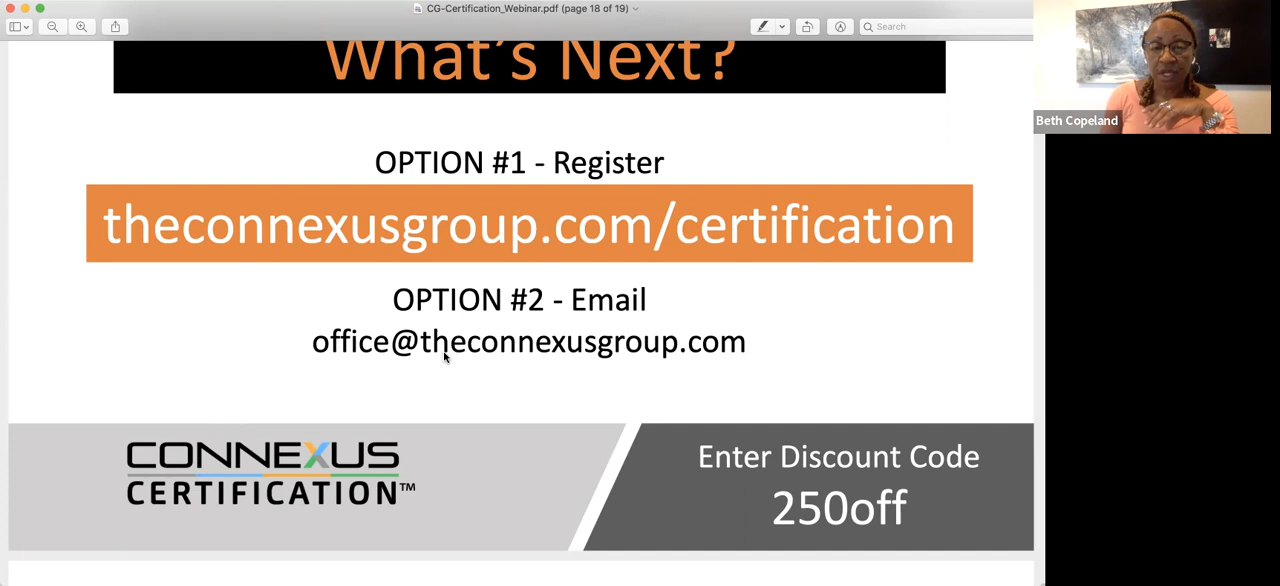 CG-Certification_Webinar.pdf (page 18 of 19)
Search
What's Next?
Beth Copeland
OPTION #1 - Register
theconnexusgroup.com/certification
OPTION #2 - Email
office@theconnexusgroup.com
CONNEXUS
CERTIFICATION™
Enter Discount Code
250off